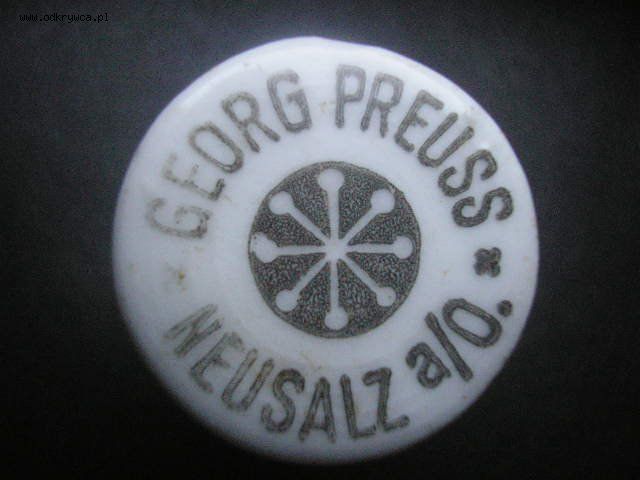 www.odkrywca.pl
GEORG PREUSS
NEUSALZ a/O.